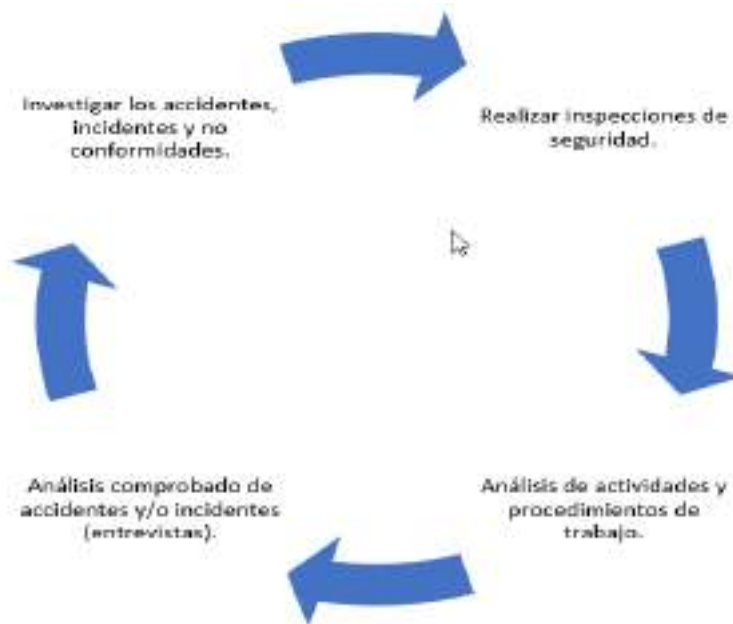 Investigar los accidentes,
incidentes y no
conformidades.
Realizar inspecciones de
seguridad.
Análisis de actividades y
procedimientos de
trabajo.
Análisis comprobado de
accidentes y/o incidentes
(entrevistas).